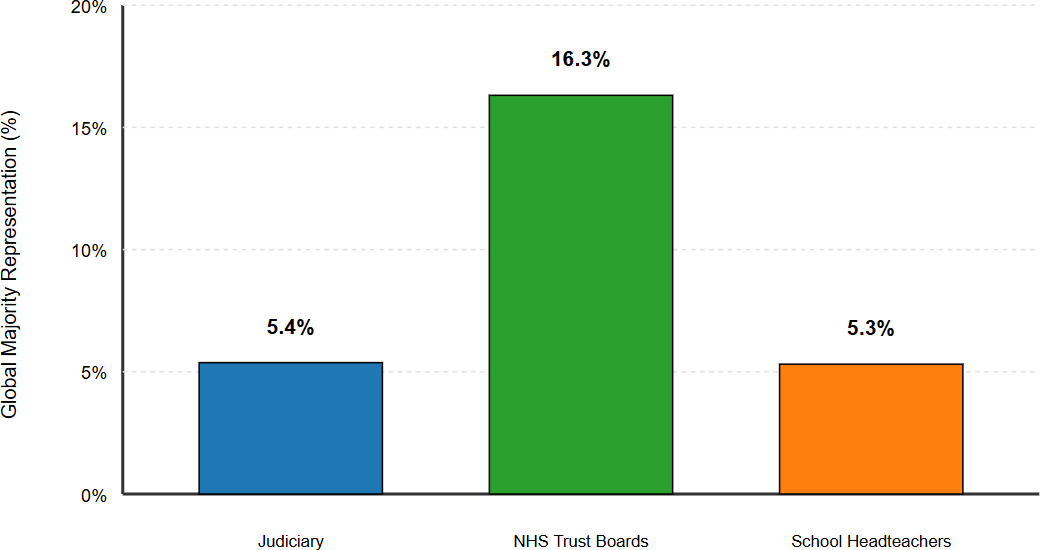 Global Majority Representation (%)
20%
15%
10%
5%
0%
5.4%
16.3%
5.3%
Judiciary
NHS Trust Boards
School Headteachers